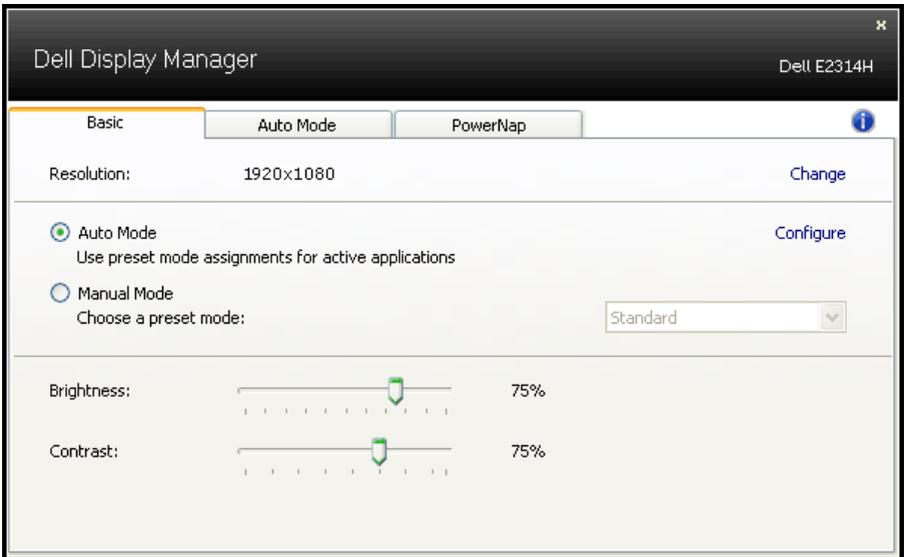 x
Dell Display Manager
Dell E2314H
Basic
Auto Mode
PowerNap
i
Resolution: 1920x1080 Change
Auto Mode Configure
Use preset mode assignments for active applications
Manual Mode
Choose a preset mode: Standard
Brightness: 75%
Contrast: 75%